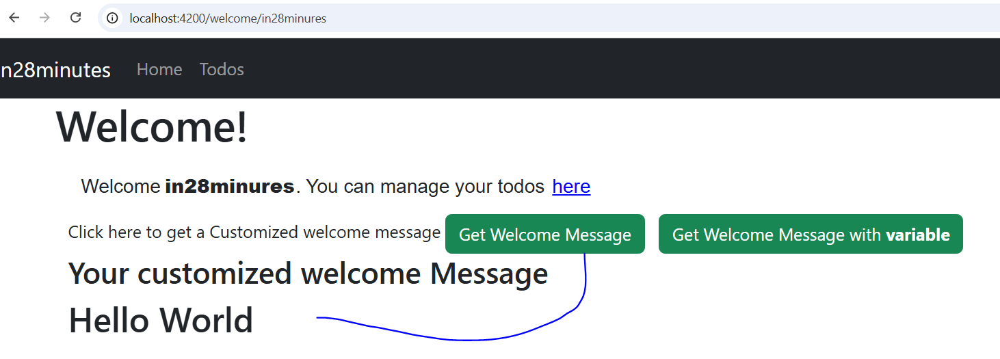 localhost:4200/welcome/in28minures
in28minutes Home Todos
Welcome!
Welcome in28minures. You can manage your todos here
Click here to get a Customized welcome message Get Welcome Message Get Welcome Message with variable
Your customized welcome Message
Hello World